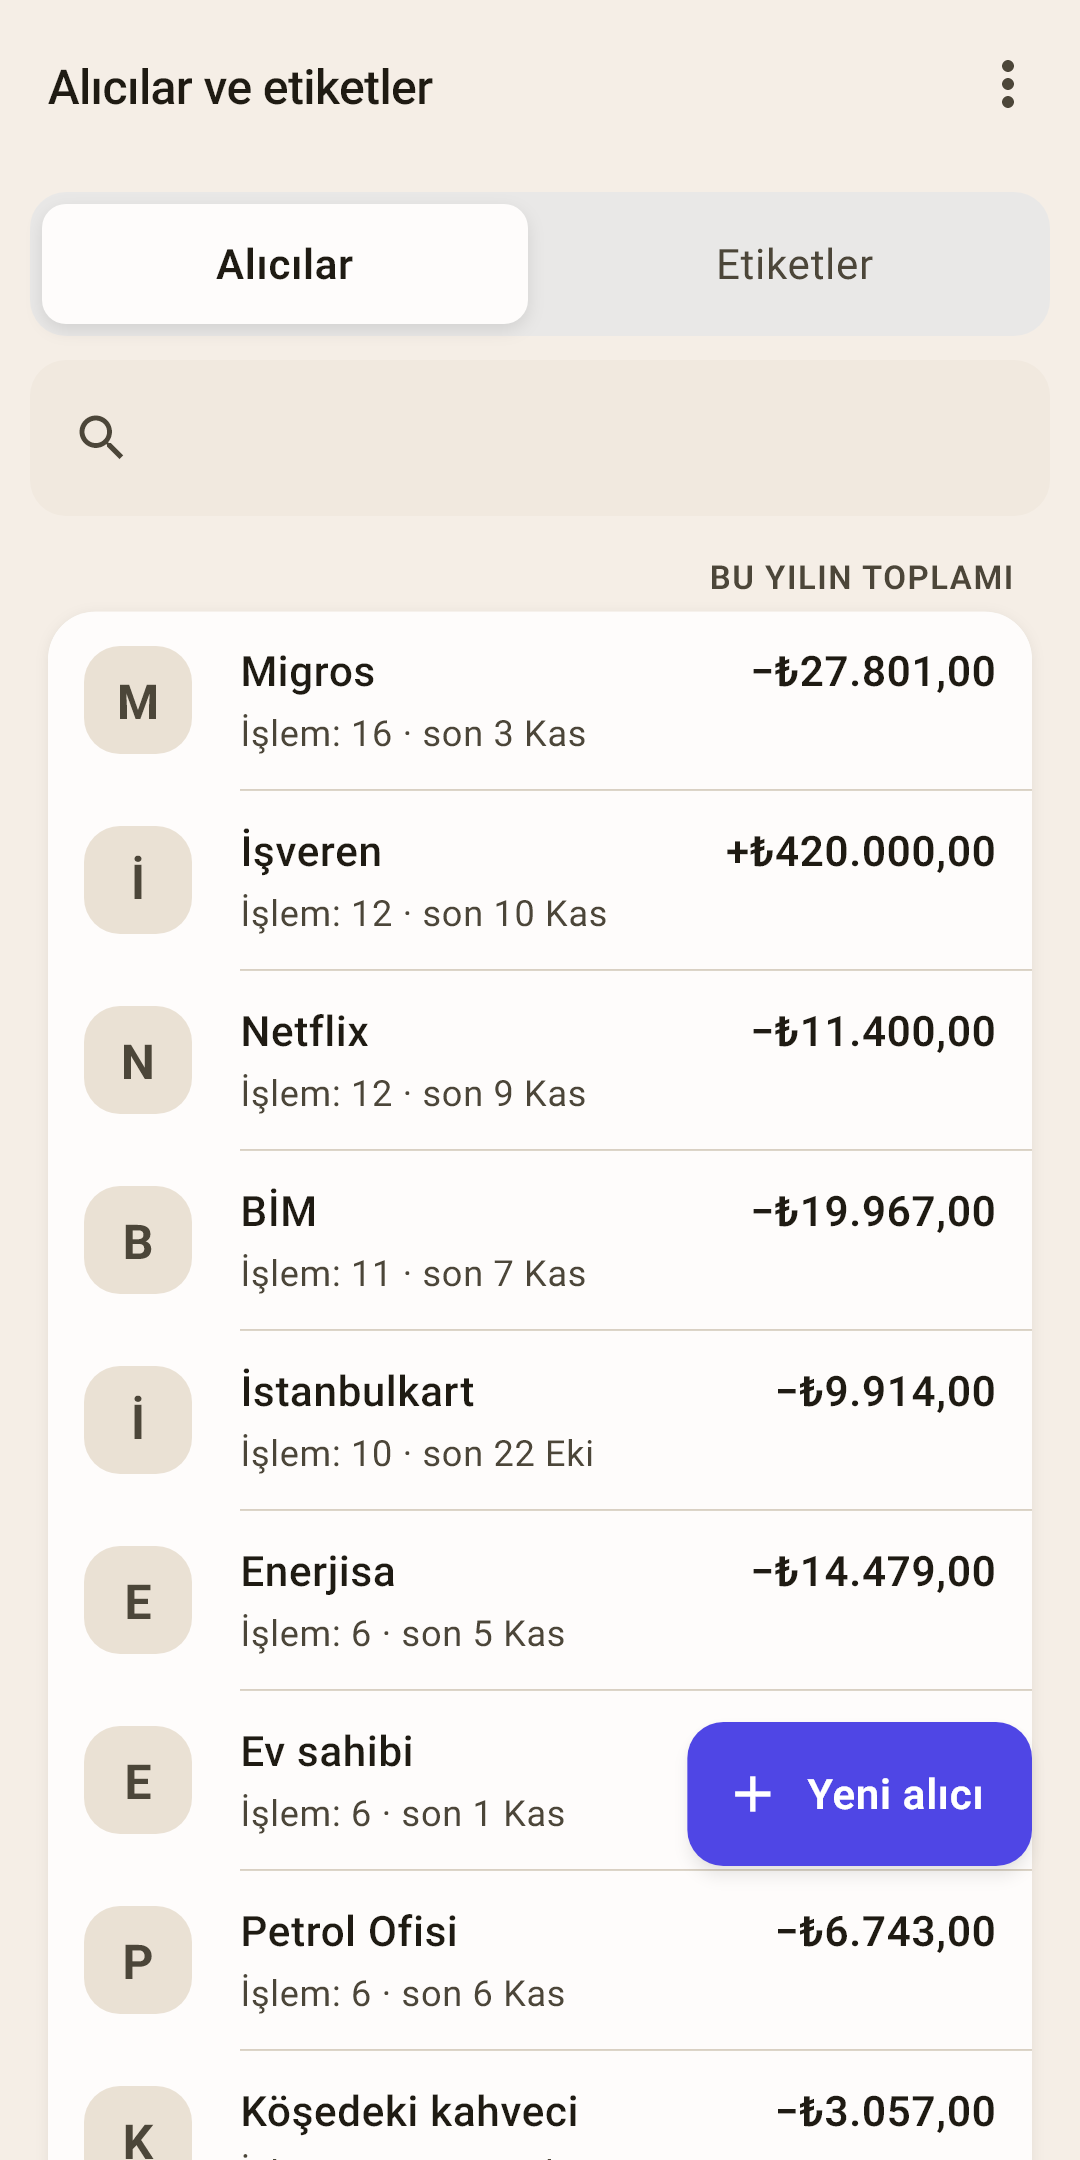 Alıcılar ve etiketler
Alıcılar
Etiketler
BU YILIN TOPLAMI
M
Migros
−₺27.801,00
İşlem: 16 · son 3 Kas
İ
İşveren
+₺420.000,00
İşlem: 12 · son 10 Kas
N
Netflix
−₺11.400,00
İşlem: 12 · son 9 Kas
B
BİM
−₺19.967,00
İşlem: 11 · son 7 Kas
İ
İstanbulkart
−₺9.914,00
İşlem: 10 · son 22 Eki
E
Enerjisa
−₺14.479,00
İşlem: 6 · son 5 Kas
E
Ev sahibi
İşlem: 6 · son 1 Kas
Yeni alıcı
P
Petrol Ofisi
−₺6.743,00
İşlem: 6 · son 6 Kas
K
Köşedeki kahveci
−₺3.057,00